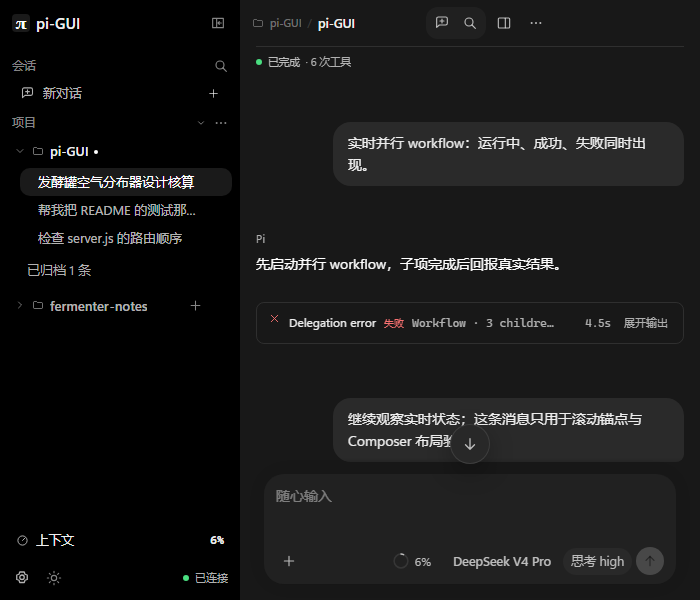 π pi-GUI
会话
新对话
项目
pi-GUI
发酵罐空气分布器设计核算
帮我把 README 的测试那...
检查 server.js 的路由顺序
已归档 1 条
fermenter-notes
上下文 6%
已连接
pi-GUI / pi-GUI
已完成 · 6 次工具
实时并行 workflow：运行中、成功、失败同时出
现。
Pi
先启动并行 workflow，子项完成后回报真实结果。
Delegation error 失败 Workflow · 3 childre… 4.5s 展开输出
继续观察实时状态；这条消息只用于滚动锚点与
Composer 布局
随心输入
6% DeepSeek V4 Pro 思考 high